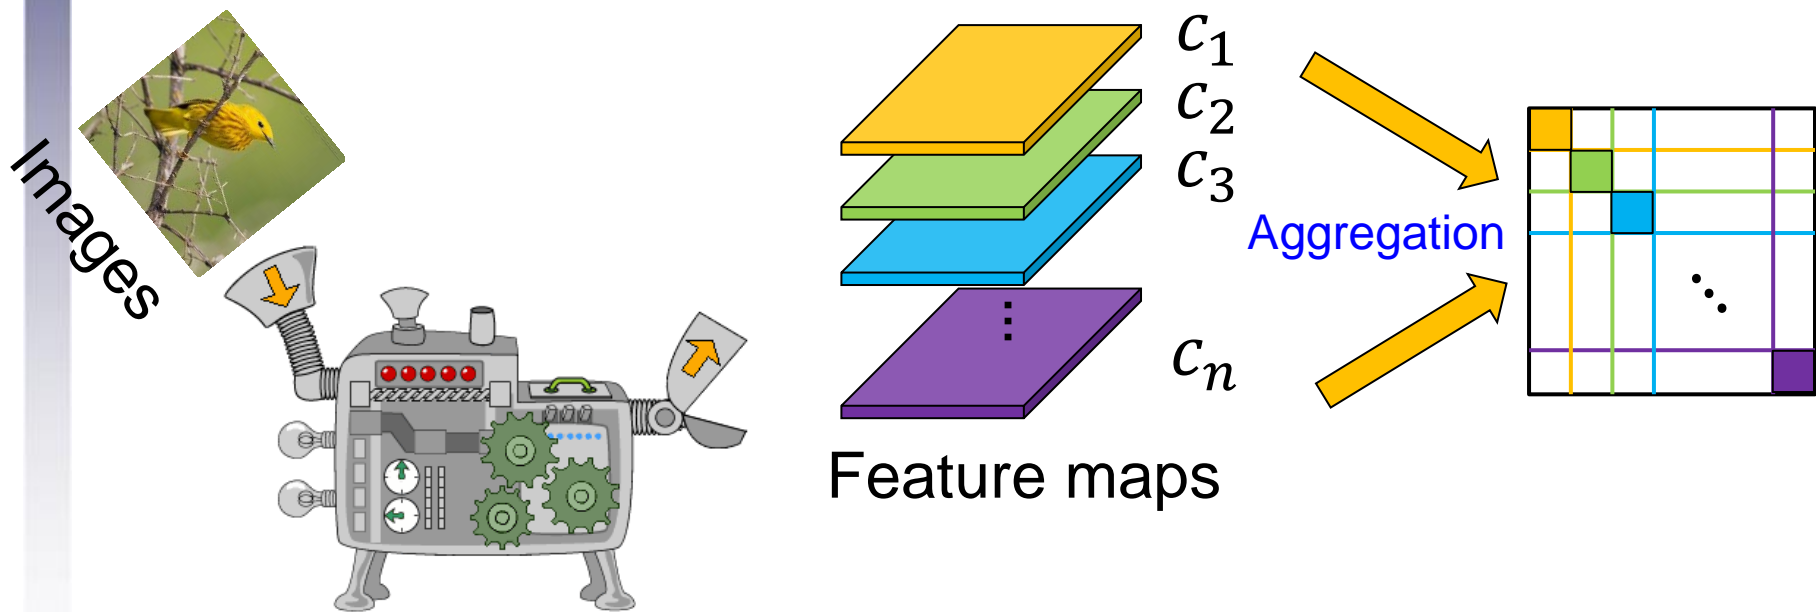 Images
c₁
c₂
c₃
cₙ
Feature maps
Aggregation